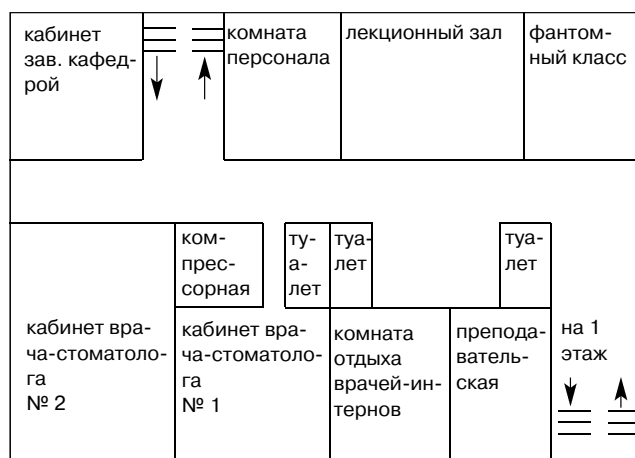 кабинет
зав. кафед-
рой
комната
персонала
лекционный зал
фантом-
ный класс
ком-
прес-
сорная
ту-
а-
лет
туа-
лет
туа-
лет
кабинет вра-
ча-стоматоло-
га
№ 2
кабинет вра-
ча-стоматоло-
га
№ 1
комната
отдыха
врачей-ин-
тернов
препода-
ватель-
ская
на 1
этаж